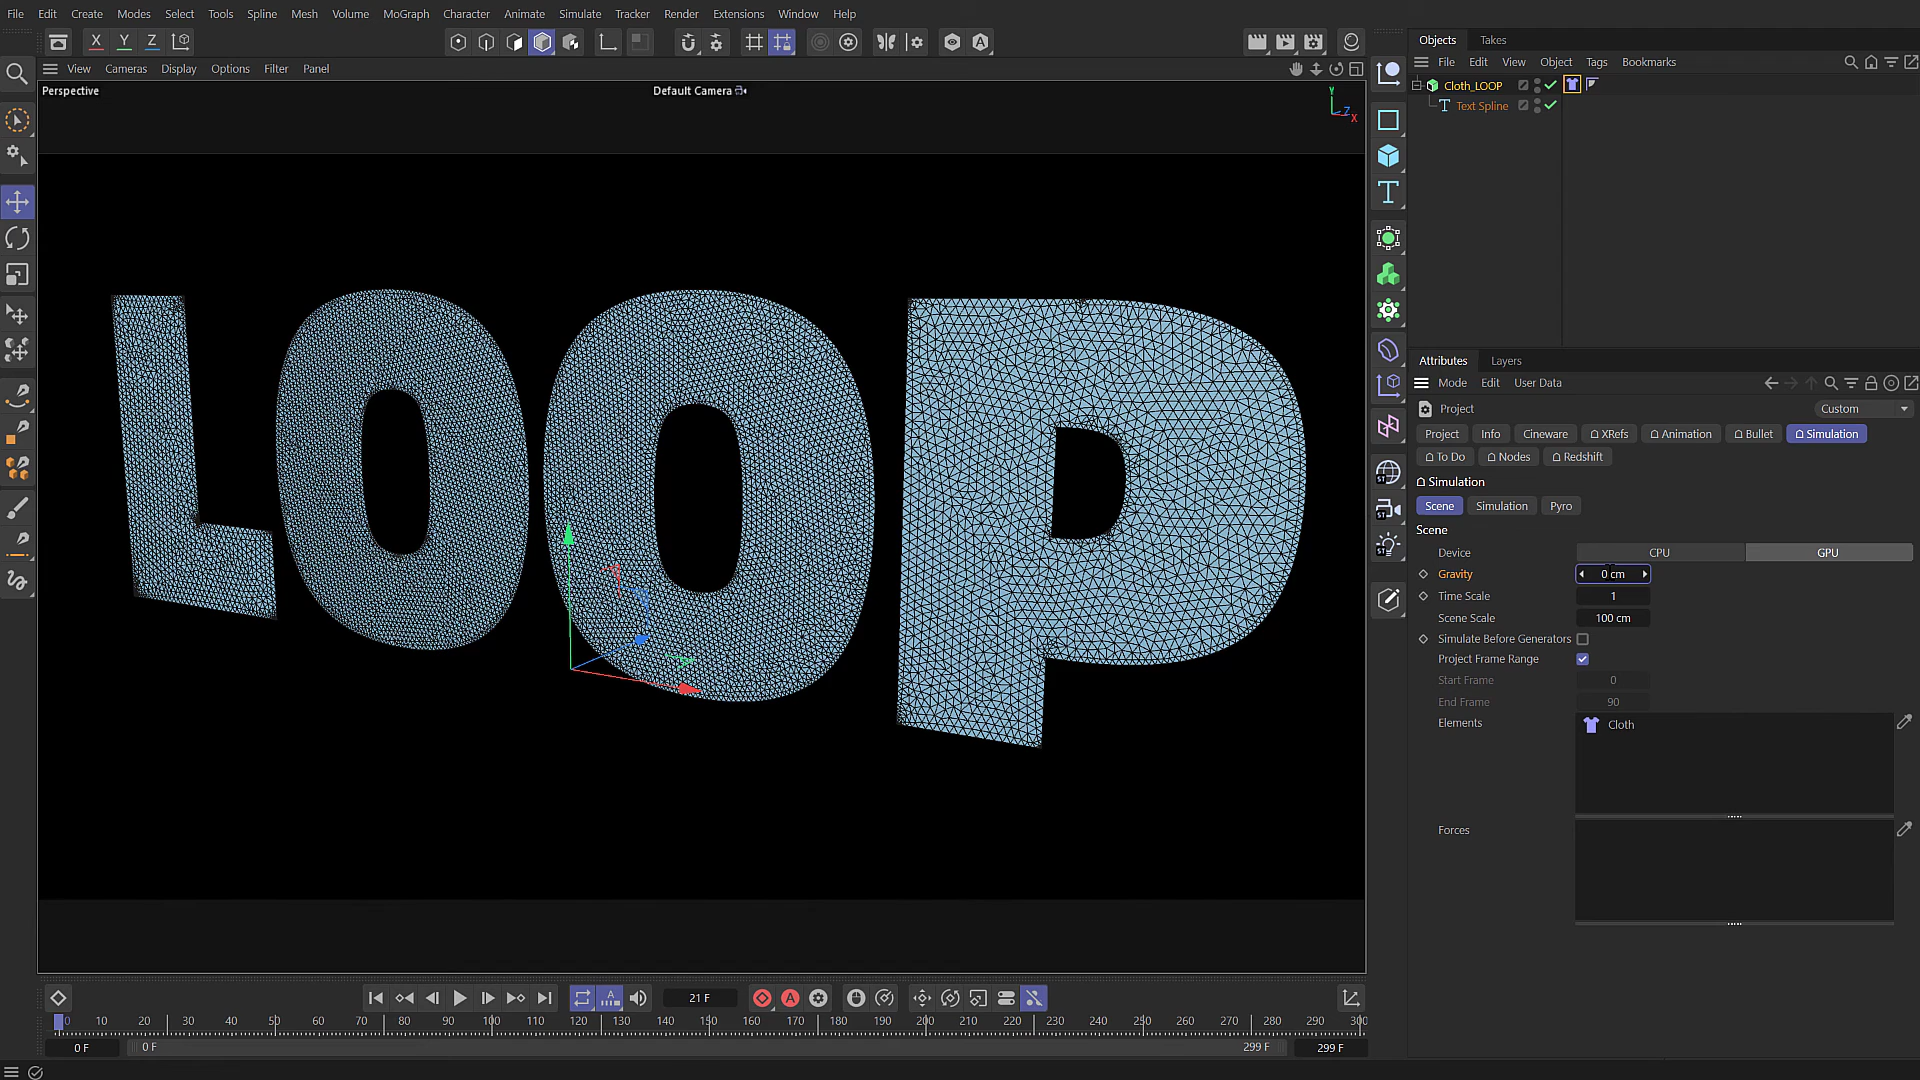 File Edit Create Modes Select Tools Spline Mesh Volume MoGraph Character Animate Simulate Tracker Render Extensions Window Help
X Y Z
Objects Takes
View Cameras Display Options Filter Panel
File Edit View Object Tags Bookmarks
Perspective
Default Camera
Y
Z
X
Cloth_LOOP
Text Spline
LOOP
Attributes Layers
Mode Edit User Data
Project
Custom
Project Info Cineware XRefs Animation Bullet Simulation
To Do Nodes Redshift
Simulation
Scene Simulation Pyro
Scene
Device CPU GPU
Gravity 0 cm
Time Scale 1
Scene Scale 100 cm
Simulate Before Generators
Project Frame Range
Start Frame 0
End Frame 90
Elements Cloth
Forces
ST
ST
ST
A
21 F
A
0 10 20 30 40 50 60 70 80 90 100 110 120 130 140 150 160 170 180 190 200 210 220 230 240 250 260 270 280 290 300
0 F 0 F 299 F 299 F